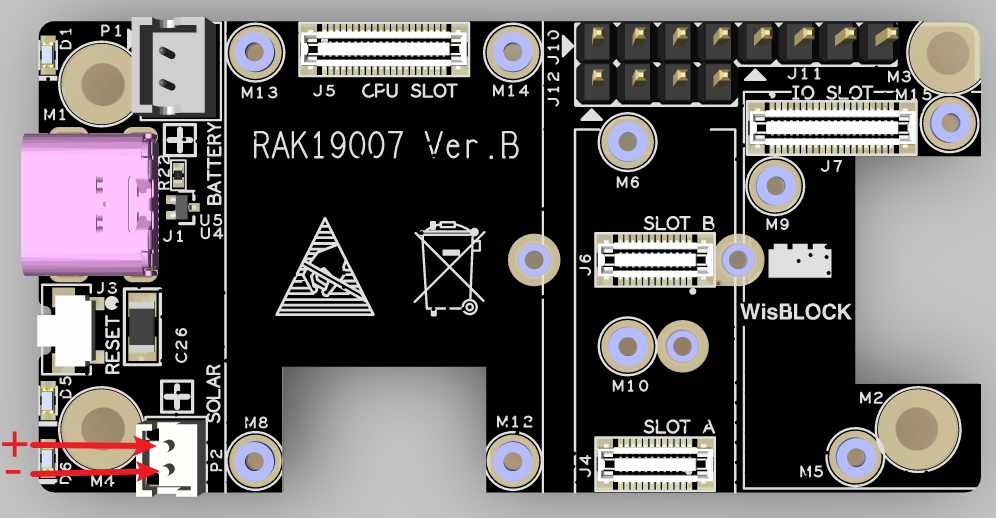 D1
P1
J10
M1
M13
J5
CPU SLOT
M14
J12
J11
M3
IO SLOT
M15
RAK19007 Ver.B
BATTERY
R22
M6
J7
J1
U5
U4
M9
SLOT B
J6
J3
RESET
C26
WisBLOCK
D5
SOLAR
M10
M8
M12
M2
+
-
D6
M4
P2
SLOT A
J4
M5